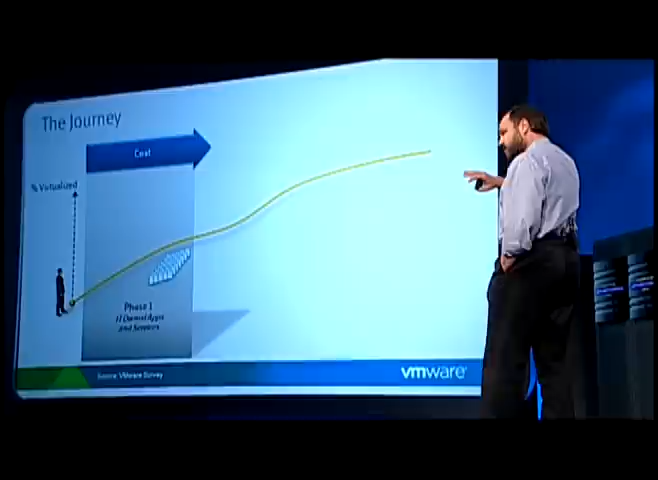 The Journey
Cost
% Virtualized
Phase 1
IT Owned Apps
and Services
Source: VMware Survey
vmware